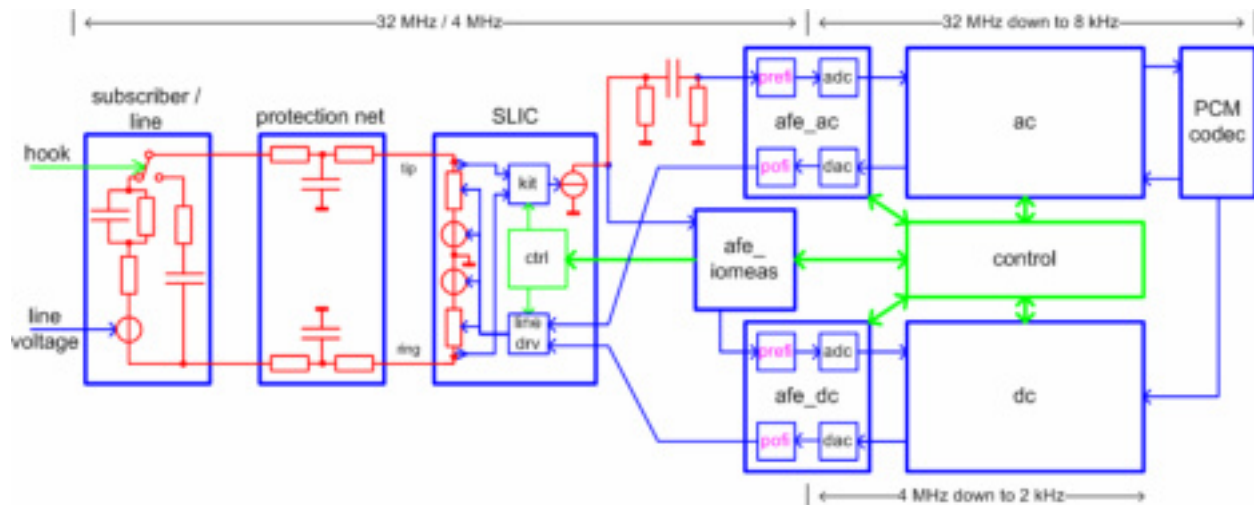 32 MHz / 4 MHz
32 MHz down to 8 kHz
subscriber /
line
protection net
SLIC
hook
line
voltage
tip
ring
kit
ctrl
line
drv
prefi
adc
afe_ac
pofi
dac
ac
PCM
codec
afe_
iomeas
control
prefi
adc
afe_dc
pofi
dac
dc
4 MHz down to 2 kHz